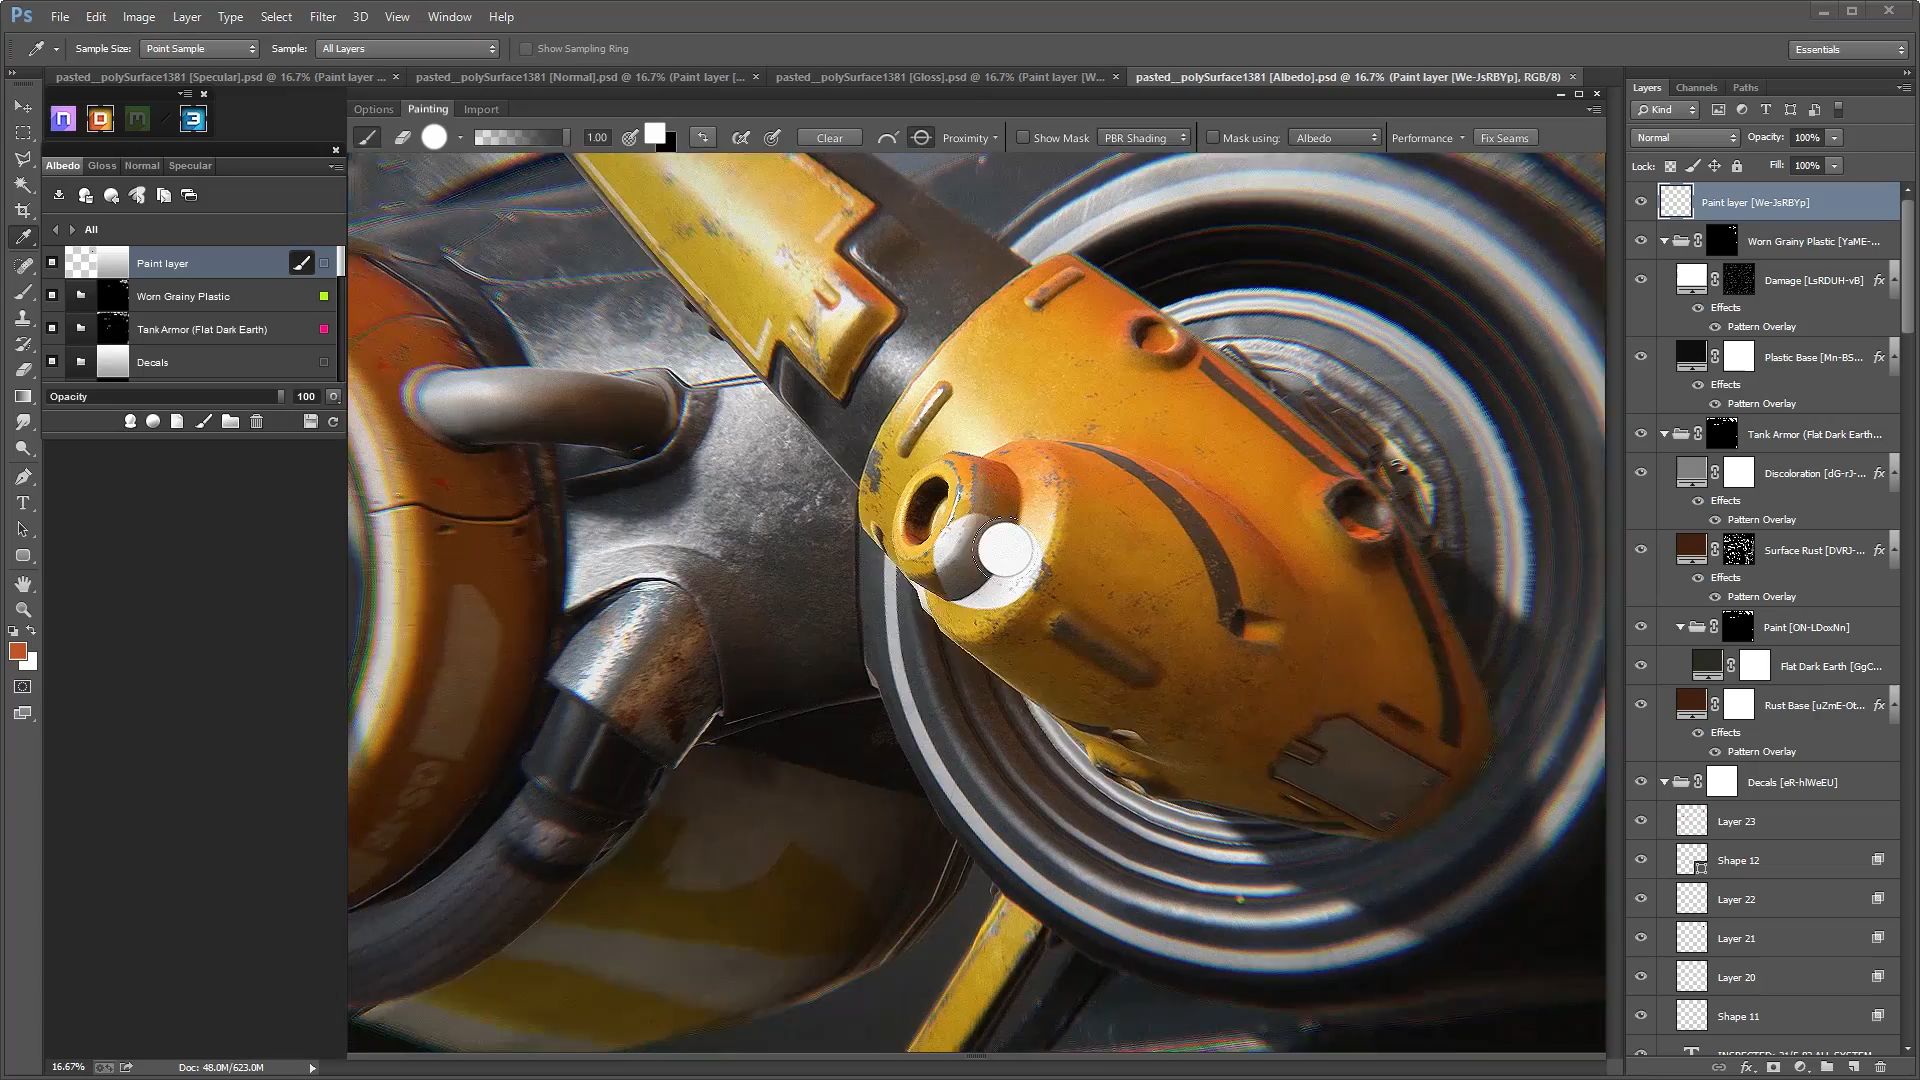 Ps File Edit Image Layer Type Select Filter 3D View Window Help
Sample Size: Point Sample Sample: All Layers Show Sampling Ring Essentials
pasted__polySurface1381 [Specular].psd @ 16.7% (Paint layer ... × pasted__polySurface1381 [Normal].psd @ 16.7% (Paint layer [... × pasted__polySurface1381 [Gloss].psd @ 16.7% (Paint layer [W... × pasted__polySurface1381 [Albedo].psd @ 16.7% (Paint layer [We-JsRBYp], RGB/8) ×
Options Painting Import
1.00 Clear Proximity Show Mask PBR Shading Mask using: Albedo Performance Fix Seams
n D m 3
Albedo Gloss Normal Specular
All
Paint layer
Worn Grainy Plastic
Tank Armor (Flat Dark Earth)
Decals
Opacity 100
16.67% Doc: 48.0M/623.0M
Layers Channels Paths
Kind
Normal Opacity: 100%
Lock: Fill: 100%
Paint layer [We-JsRBYp]
Worn Grainy Plastic [YaME-...
Damage [LsRDUH-vB] fx
Effects
Pattern Overlay
Plastic Base [Mn-BS... fx
Effects
Pattern Overlay
Tank Armor (Flat Dark Earth...
Discoloration [dG-rJ-... fx
Effects
Pattern Overlay
Surface Rust [DVRJ-... fx
Effects
Pattern Overlay
Paint [ON-LDoxNn]
Flat Dark Earth [GgC...
Rust Base [uZmE-Ot... fx
Effects
Pattern Overlay
Decals [eR-hlWeEU]
Layer 23
Shape 12
Layer 22
Layer 21
Layer 20
Shape 11